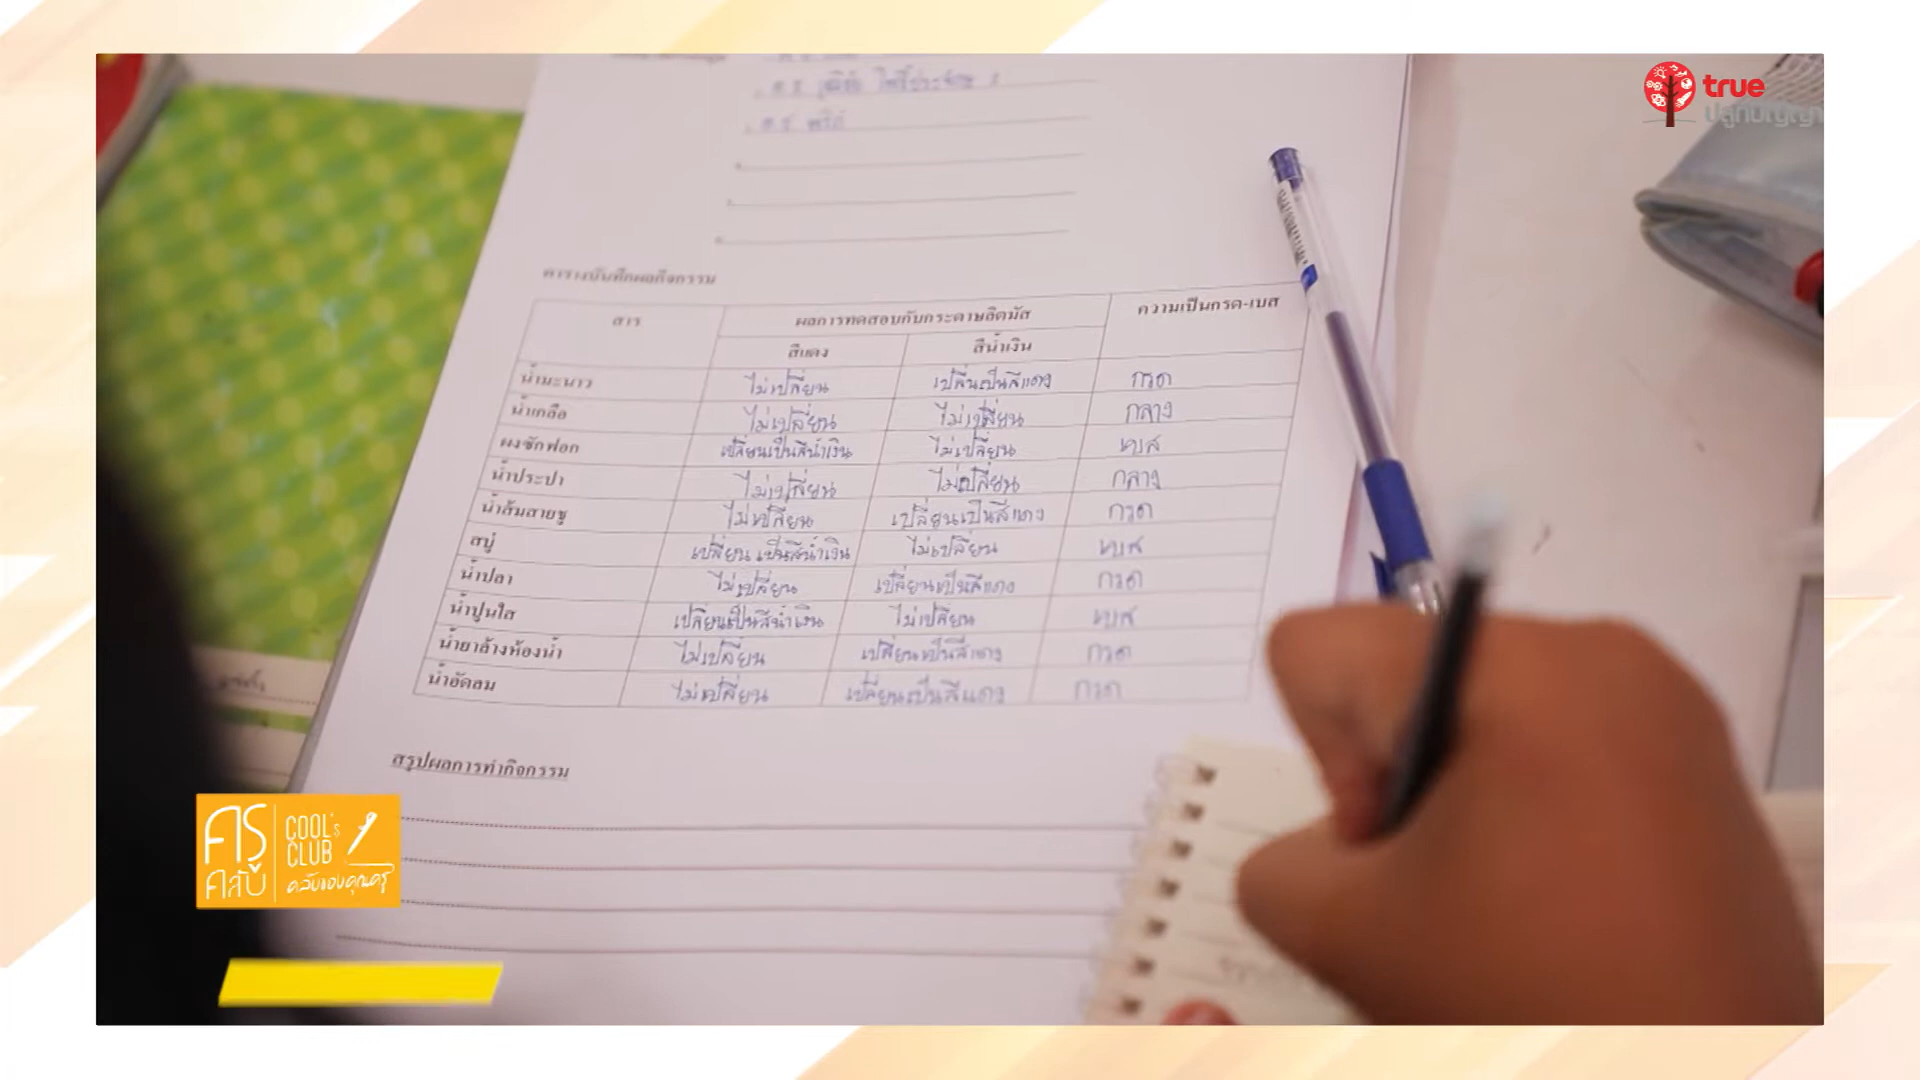 true
ปลูกปัญญา
ตารางบันทึกผลกิจกรรม
สาร ผลการทดสอบกับกระดาษลิตมัส ความเป็นกรด-เบส
สีแดง สีน้ำเงิน
น้ำมะนาว ไม่เปลี่ยน เปลี่นเป็นสีแดง กรด
น้ำเกลือ ไม่เปลี่ยน ไม่เปลี่ยน กลาง
ผงซักฟอก เปลี่ยนเป็นสีน้ำเงิน ไม่เปลี่ยน เบส
น้ำประปา ไม่เปลี่ยน ไม่เปลี่ยน กลาง
น้ำส้มสายชู ไม่เปลี่ยน เปลี่ยนเป็นสีแดง กรด
สบู่ เปลี่ยน เป็นสีน้ำเงิน ไม่เปลี่ยน เบส
น้ำปลา ไม่เปลี่ยน เปลี่ยนเป็นสีแดง กรด
น้ำปูนใส เปลี่ยนเป็นสีน้ำเงิน ไม่เปลี่ยน เบส
น้ำยาล้างห้องน้ำ ไม่เปลี่ยน เปลี่ยนเป็นสีแดง กรด
น้ำอัดลม ไม่เปลี่ยน เปลี่ยนเป็นสีแดง กรด
สรุปผลการทำกิจกรรม
ครู
คลับ
COOL's
CLUB
คลับของคุณครู